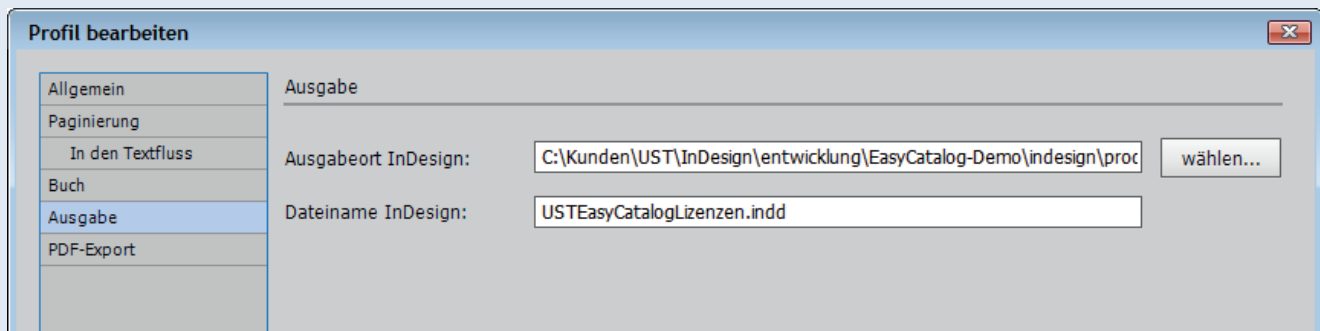 Profil bearbeiten
Allgemein
Paginierung
In den Textfluss
Buch
Ausgabe
PDF-Export
Ausgabe
Ausgabeort InDesign: C:\Kunden\UST\InDesign\entwicklung\EasyCatalog-Demo\indesign\proc wählen...
Dateiname InDesign: USTEasyCatalogLizenzen.indd